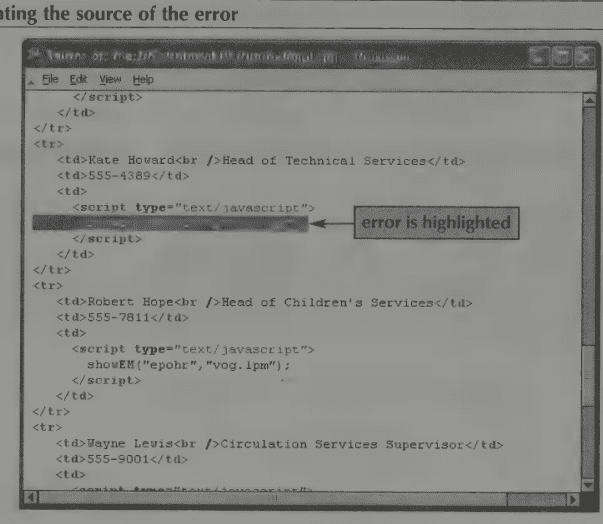 ating the source of the error
File Edit View Help
</script>
</td>
</tr>
<tr>
<td>Kate Howard<br />Head of Technical Services</td>
<td>555-4389</td>
<td>
<script type="text/javascript">
error is highlighted
</script>
</td>
</tr>
<tr>
<td>Robert Hope<br />Head of Children's Services</td>
<td>555-7811</td>
<td>
<script type="text/javascript">
showEM("epohr","vog.lpm");
</script>
</td>
</tr>
<tr>
<td>Wayne Lewis<br />Circulation Services Supervisor</td>
<td>555-9001</td>
<td>